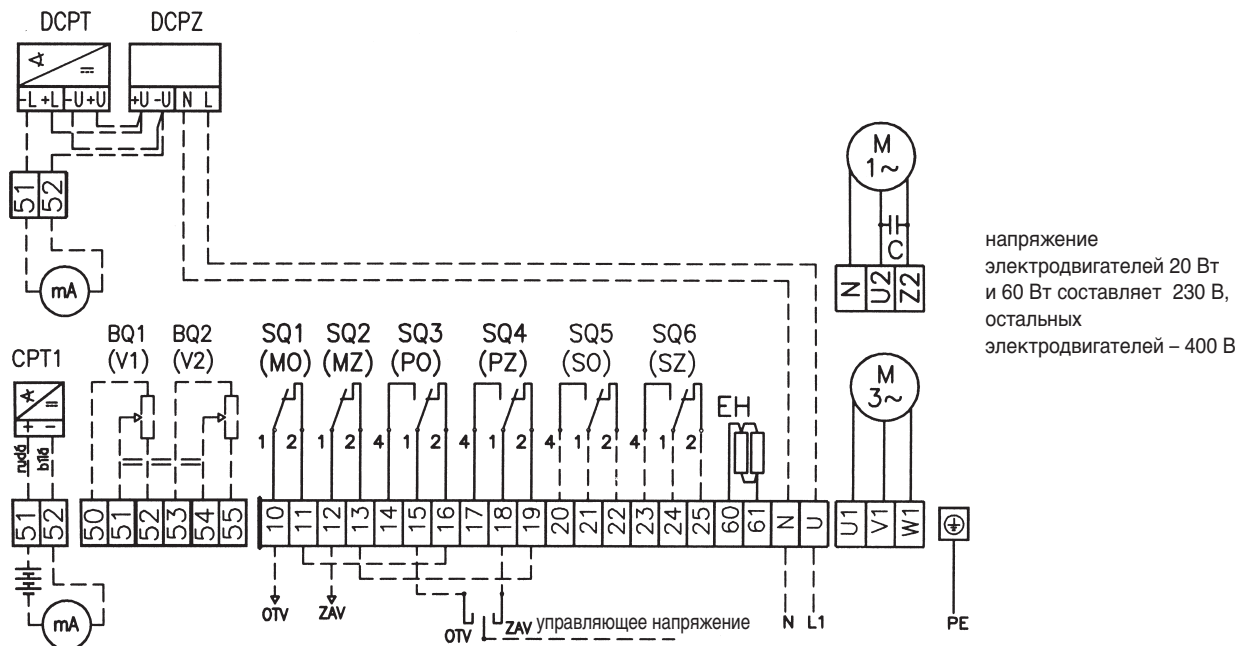 DCPT DCPZ
-L +L -U +U +U -U N L
51 52
mA
M
1~
C
N U2 Z2
напряжение
электродвигателей 20 Вт
и 60 Вт составляет 230 В,
остальных
электродвигателей – 400 В
CPT1
BQ1 BQ2 SQ1 SQ2 SQ3 SQ4 SQ5 SQ6
(V1) (V2) (MO) (MZ) (PO) (PZ) (SO) (SZ)
M
3~
EH
+ -
rudá bílá
1 2 1 2 4 1 2 4 1 2 4 1 2 4 1 2
51 52 50 51 52 53 54 55 10 11 12 13 14 15 16 17 18 19 20 21 22 23 24 25 60 61 N U U1 V1 W1
mA
OTV ZAV
OTV ZAV управляющее напряжение N L1 PE